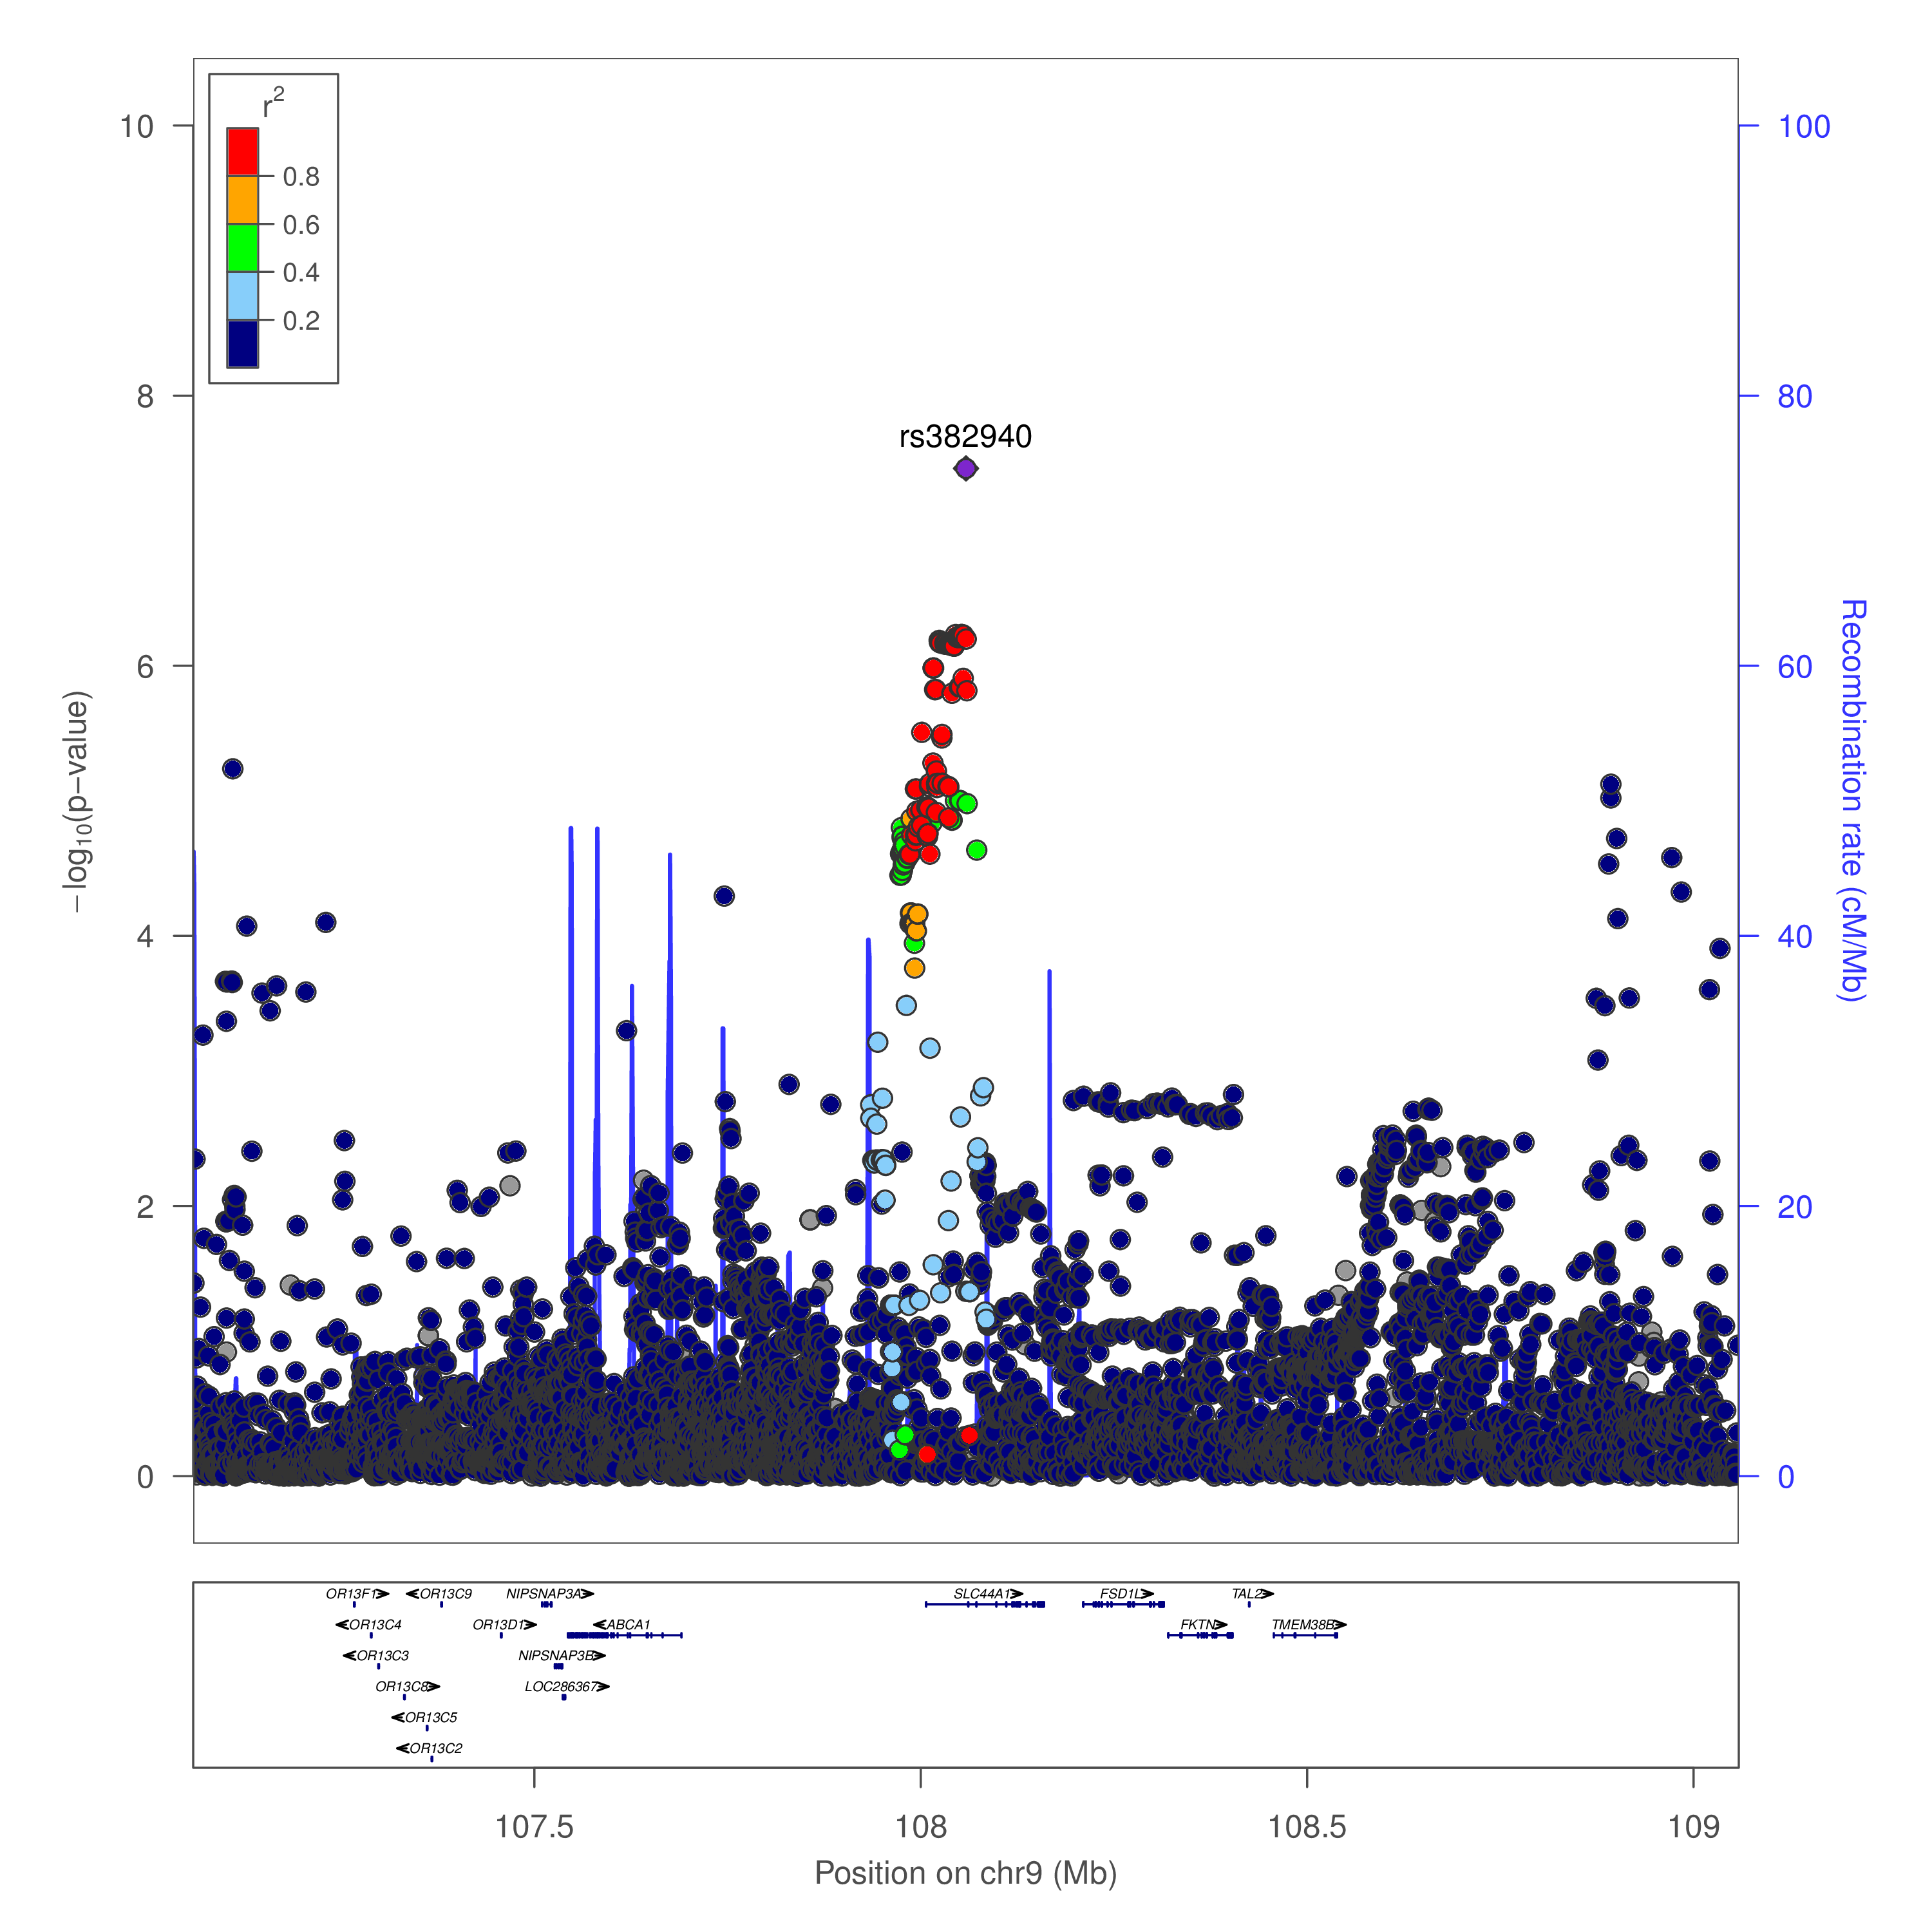 r2
0.8
0.6
0.4
0.2
rs382940
10
8
6
4
2
0
−log10(p−value)
100
80
60
40
20
0
Recombination rate (cM/Mb)
OR13F1 OR13C9 NIPSNAP3A SLC44A1 FSD1L TAL2
OR13C4 OR13D1 ABCA1 FKTN TMEM38B
OR13C3 NIPSNAP3B
OR13C8 LOC286367
OR13C5
OR13C2
107.5 108 108.5 109
Position on chr9 (Mb)